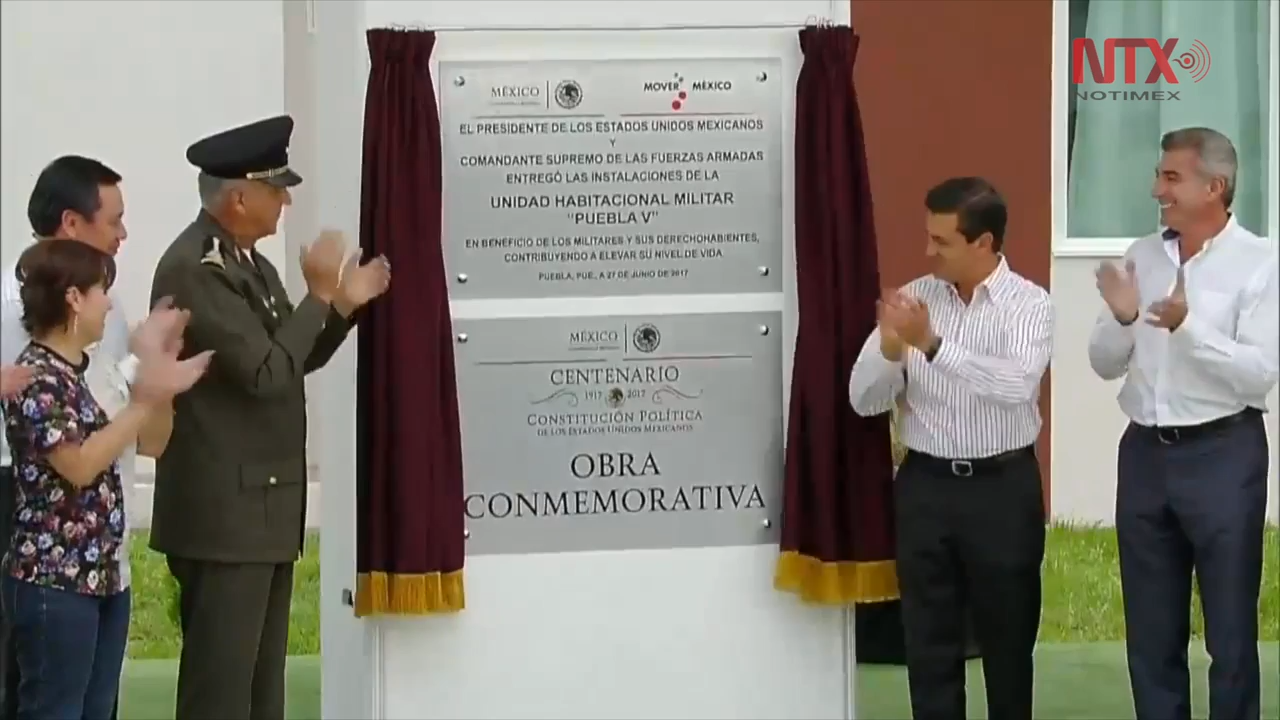 NTX
NOTIMEX
MÉXICO
MOVER MÉXICO
EL PRESIDENTE DE LOS ESTADOS UNIDOS MEXICANOS
Y
COMANDANTE SUPREMO DE LAS FUERZAS ARMADAS
ENTREGÓ LAS INSTALACIONES DE LA
UNIDAD HABITACIONAL MILITAR
"PUEBLA V"
EN BENEFICIO DE LOS MILITARES Y SUS DERECHOHABIENTES,
CONTRIBUYENDO A ELEVAR SU NIVEL DE VIDA
PUEBLA, PUE., A 27 DE JUNIO DE 2017
MÉXICO
CENTENARIO
1917 2017
CONSTITUCIÓN POLÍTICA
DE LOS ESTADOS UNIDOS MEXICANOS
OBRA
CONMEMORATIVA